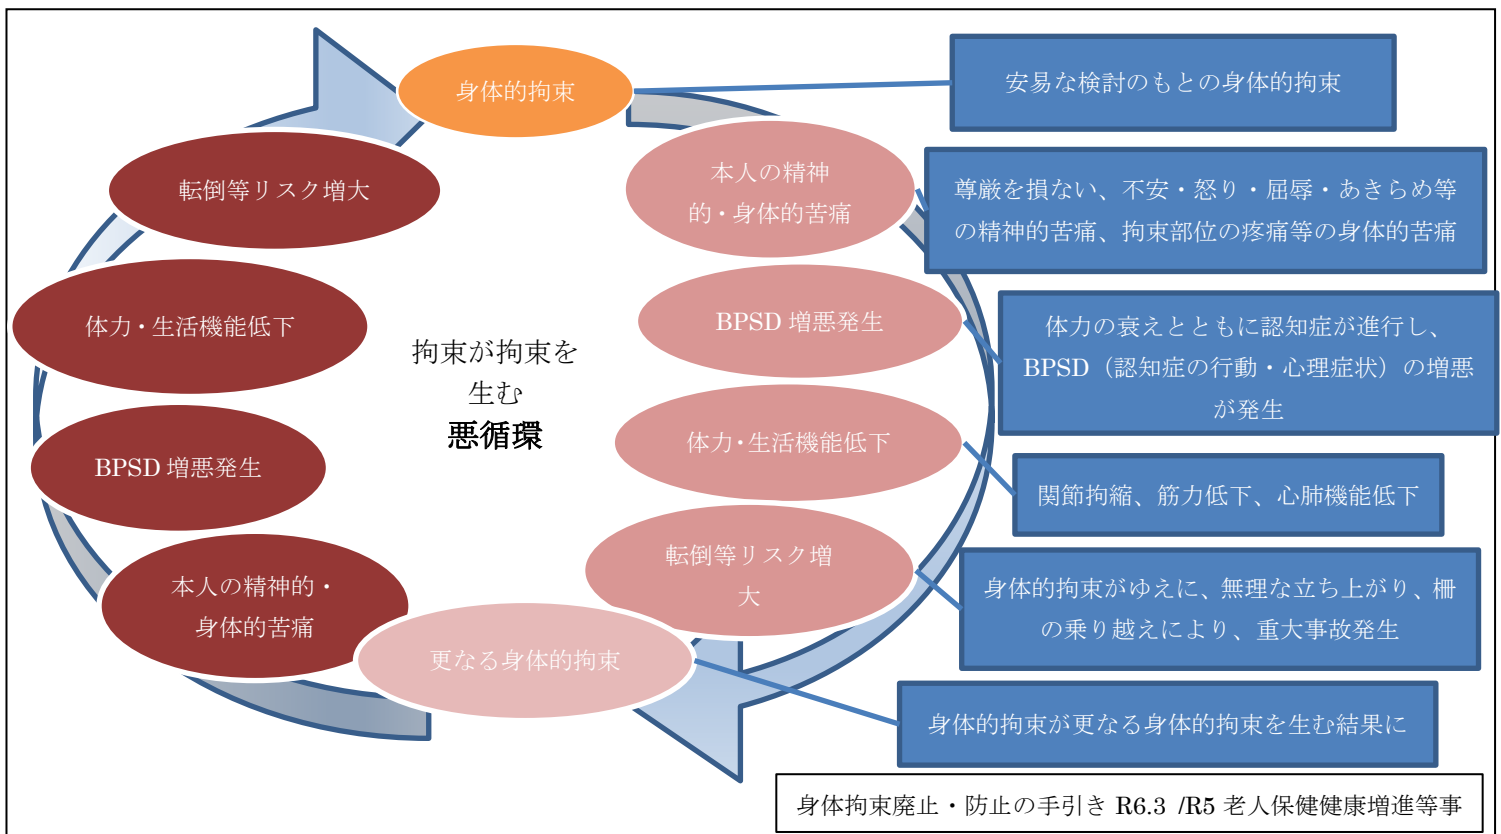 身体的拘束
安易な検討のもとの身体的拘束
本人の精神
的・身体的苦痛
尊厳を損ない、不安・怒り・屈辱・あきらめ等
の精神的苦痛、拘束部位の疼痛等の身体的苦痛
BPSD 増悪発生
体力の衰えとともに認知症が進行し、
BPSD（認知症の行動・心理症状）の増悪
が発生
体力・生活機能低下
関節拘縮、筋力低下、心肺機能低下
転倒等リスク増
大
身体的拘束がゆえに、無理な立ち上がり、柵
の乗り越えにより、重大事故発生
更なる身体的拘束
身体的拘束が更なる身体的拘束を生む結果に
本人の精神的・
身体的苦痛
BPSD 増悪発生
体力・生活機能低下
転倒等リスク増大
拘束が拘束を
生む
悪循環
身体拘束廃止・防止の手引き R6.3 /R5 老人保健健康増進等事